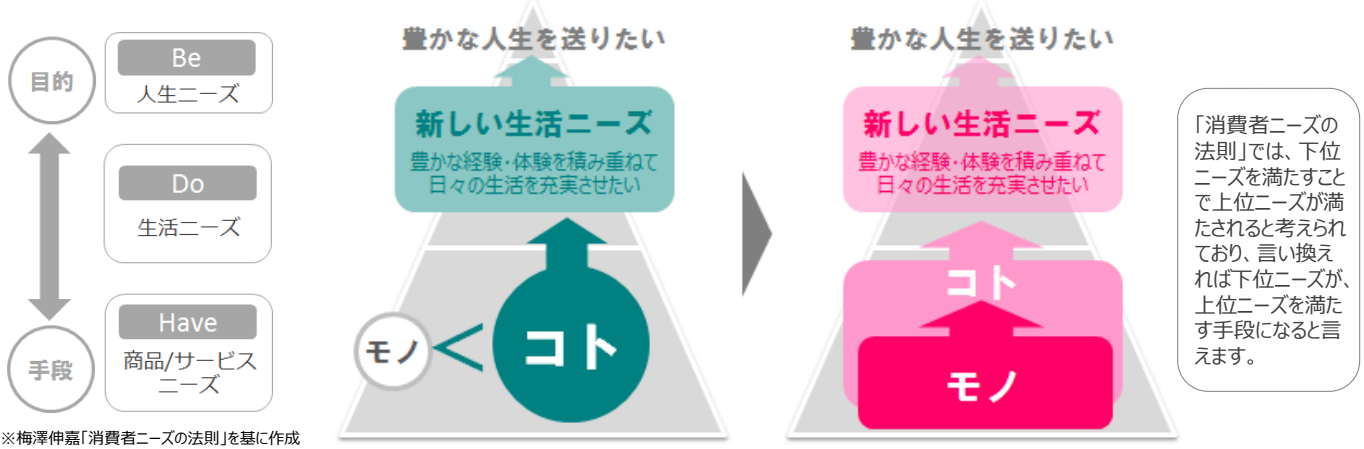 目的
Be
人生ニーズ
Do
生活ニーズ
手段
Have
商品/サービス
ニーズ
※梅澤伸嘉「消費者ニーズの法則」を基に作成
豊かな人生を送りたい
新しい生活ニーズ
豊かな経験・体験を積み重ねて
日々の生活を充実させたい
モノ
<
コト
豊かな人生を送りたい
新しい生活ニーズ
豊かな経験・体験を積み重ねて
日々の生活を充実させたい
コト
モノ
「消費者ニーズの
法則」では、下位
ニーズを満たすこと
で上位ニーズが満
たされると考えられ
ており、言い換え
れば下位ニーズが、
上位ニーズを満た
す手段になると言
えます。